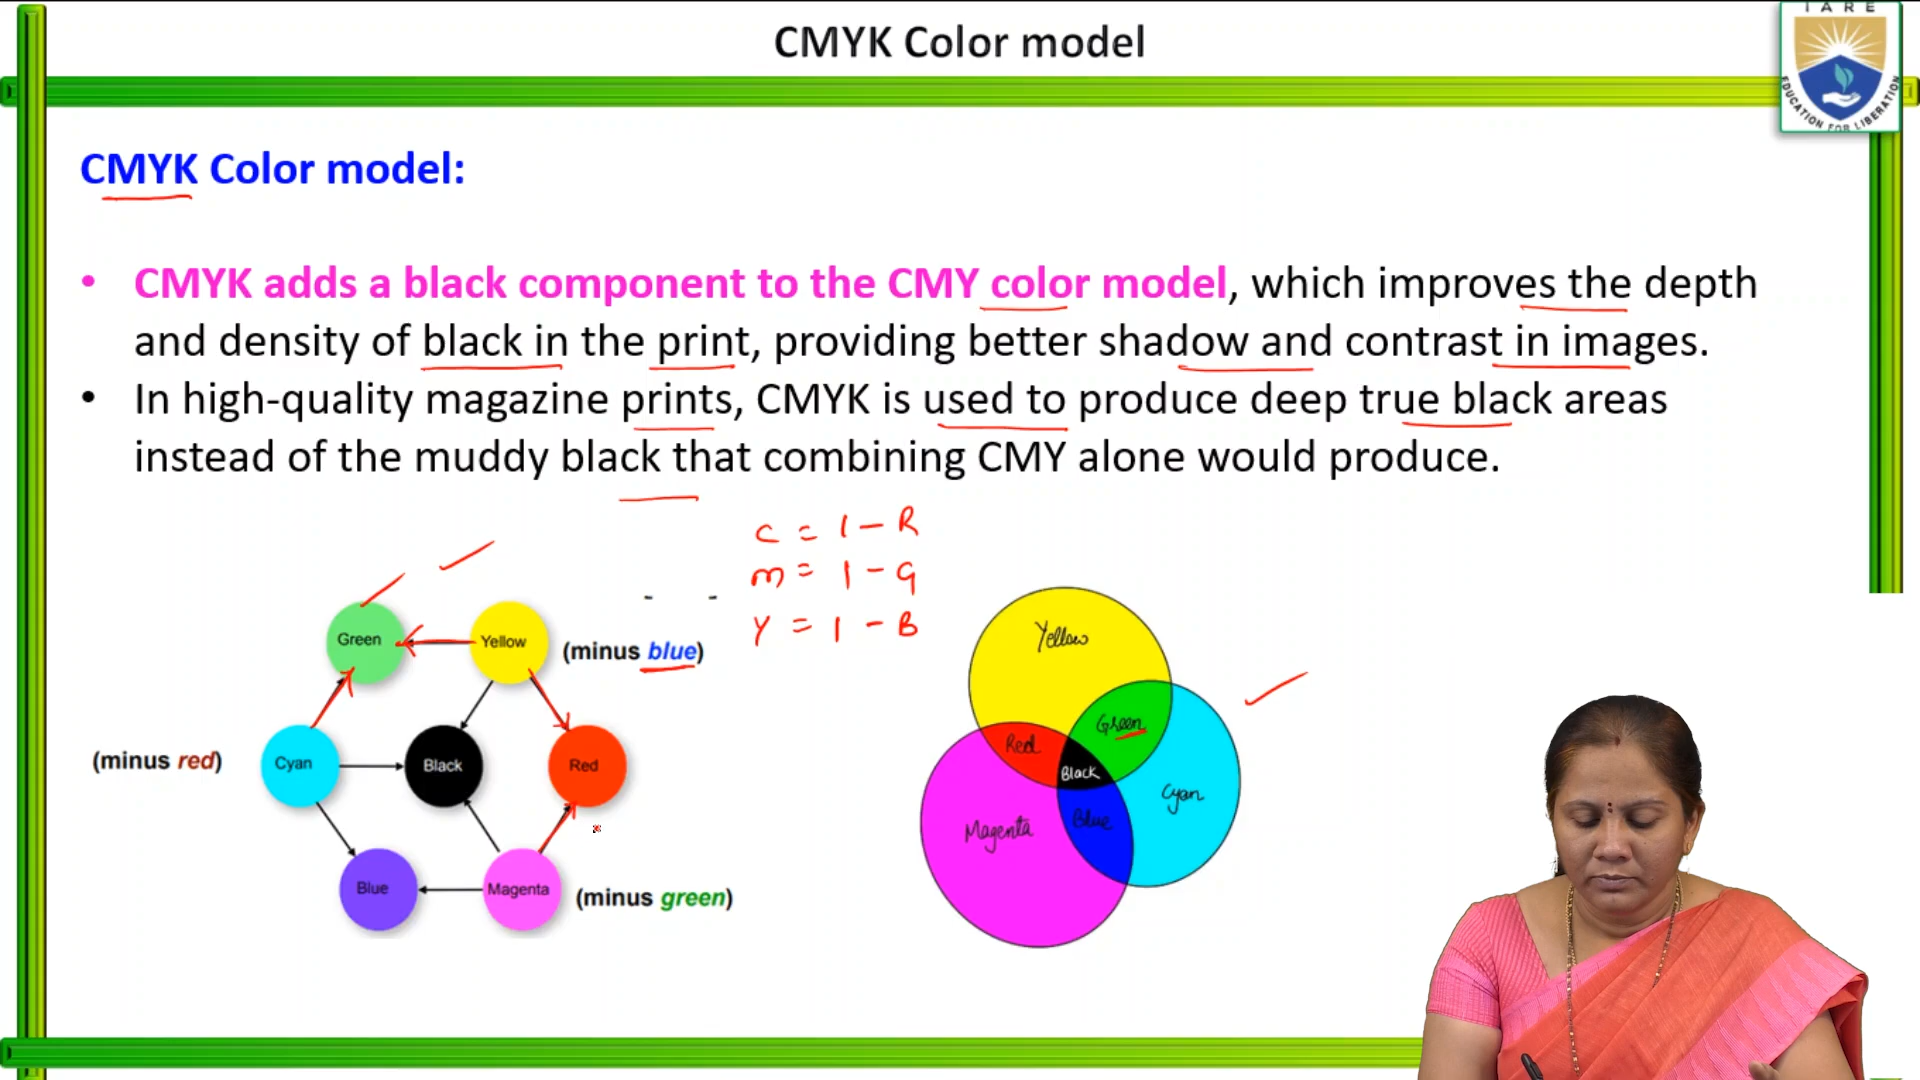 CMYK Color model
IARE
EDUCATION FOR LIBERATION
CMYK Color model:
• CMYK adds a black component to the CMY color model, which improves the depth
and density of black in the print, providing better shadow and contrast in images.
• In high-quality magazine prints, CMYK is used to produce deep true black areas
instead of the muddy black that combining CMY alone would produce.
C = 1 - R
m = 1 - G
Y = 1 - B
Green
Yellow
(minus blue)
(minus red)
Cyan
Black
Red
Blue
Magenta
(minus green)
Yellow
Green
Red
Black
Cyan
Magenta
Blue